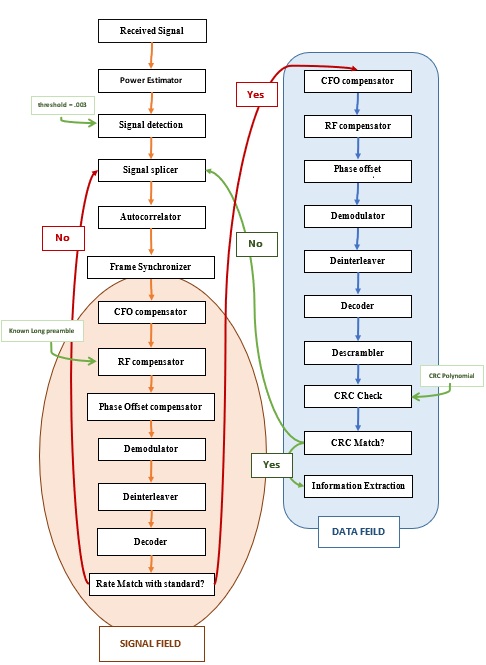 Received Signal
Power Estimator
threshold = .003
Signal detection
Signal splicer
Autocorrelator
No
Frame Synchronizer
CFO compensator
Known Long preamble
RF compensator
Phase Offset compensator
Demodulator
Deinterleaver
Decoder
Rate Match with standard?
SIGNAL FIELD
Yes
No
CFO compensator
RF compensator
Phase offset
Demodulator
Deinterleaver
Decoder
Descrambler
CRC Polynomial
CRC Check
CRC Match?
Yes
Information Extraction
DATA FEILD